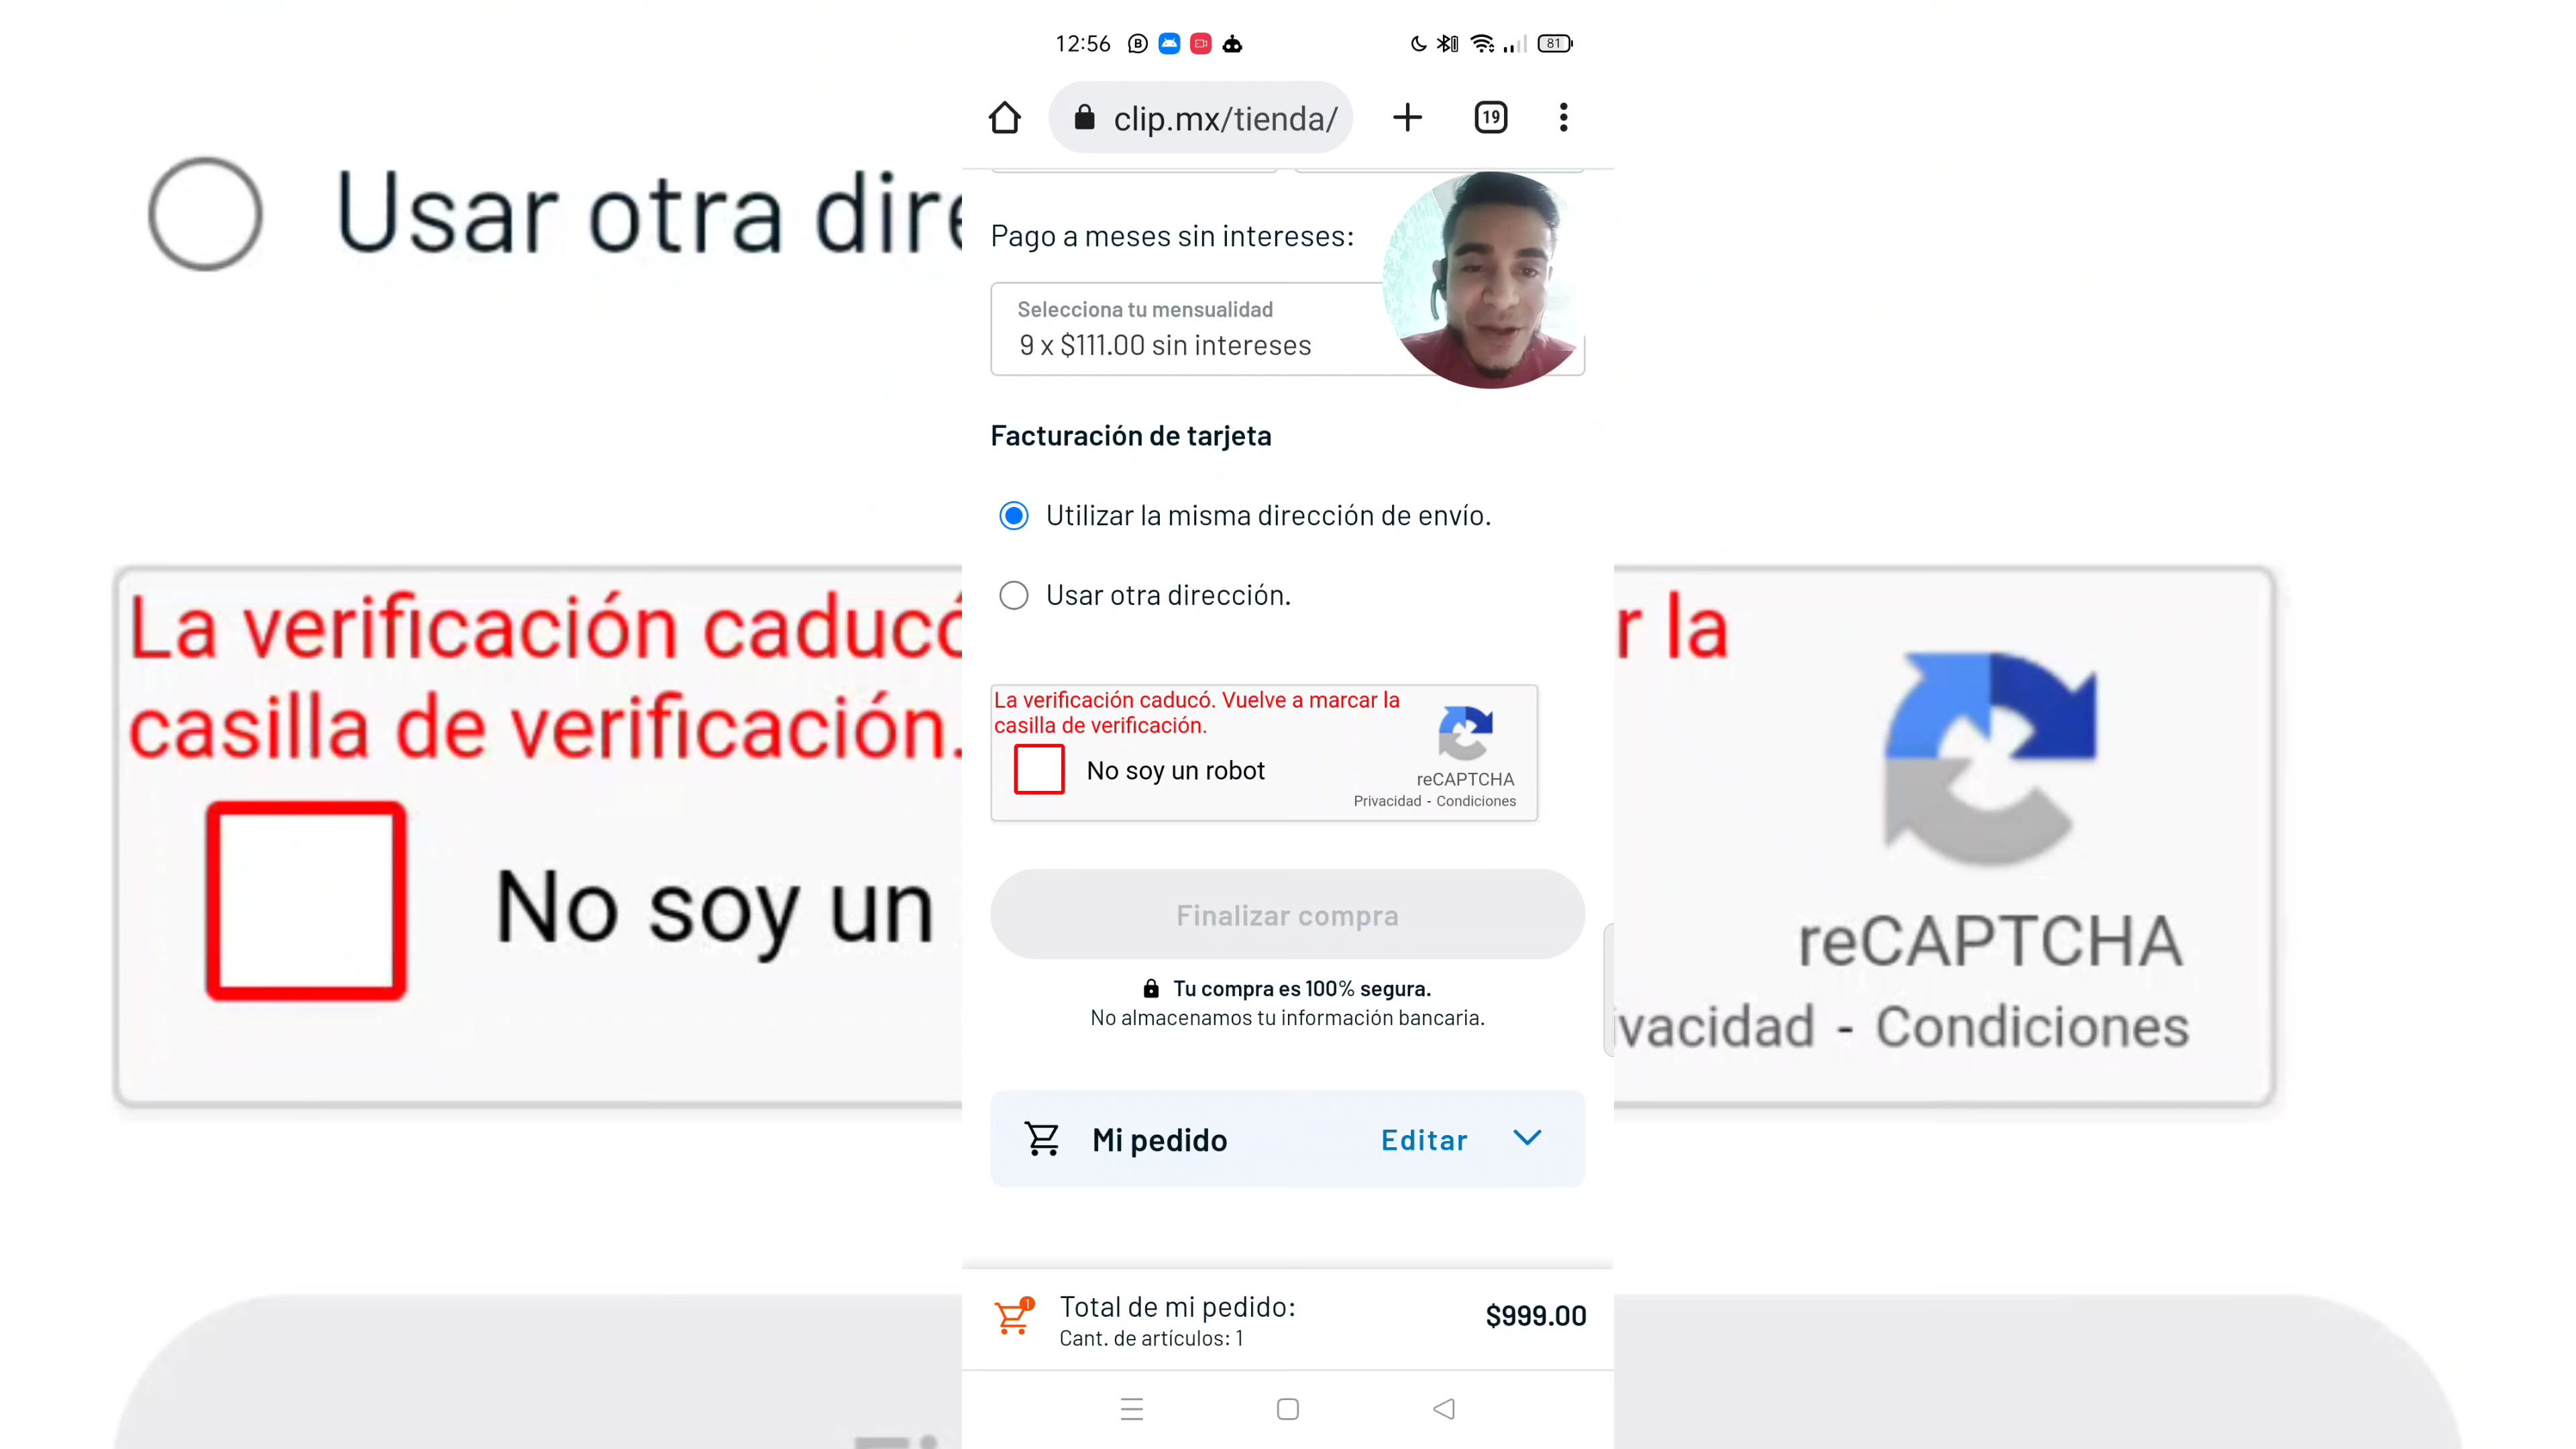 12:56
81
clip.mx/tienda/
19
Pago a meses sin intereses:
Selecciona tu mensualidad
9 x $111.00 sin intereses
Facturación de tarjeta
Utilizar la misma dirección de envío.
Usar otra dirección.
La verificación caducó. Vuelve a marcar la
casilla de verificación.
No soy un robot
reCAPTCHA
Privacidad - Condiciones
Finalizar compra
Tu compra es 100% segura.
No almacenamos tu información bancaria.
Mi pedido
Editar
1
Total de mi pedido:
$999.00
Cant. de artículos: 1
Usar otra dire
La verificación caducó
r la
casilla de verificación.
No soy un
reCAPTCHA
ivacidad - Condiciones